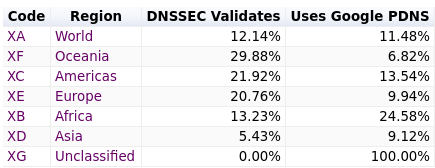 Code Region DNSSEC Validates Uses Google PDNS
XA World 12.14% 11.48%
XF Oceania 29.88% 6.82%
XC Americas 21.92% 13.54%
XE Europe 20.76% 9.94%
XB Africa 13.23% 24.58%
XD Asia 5.43% 9.12%
XG Unclassified 0.00% 100.00%